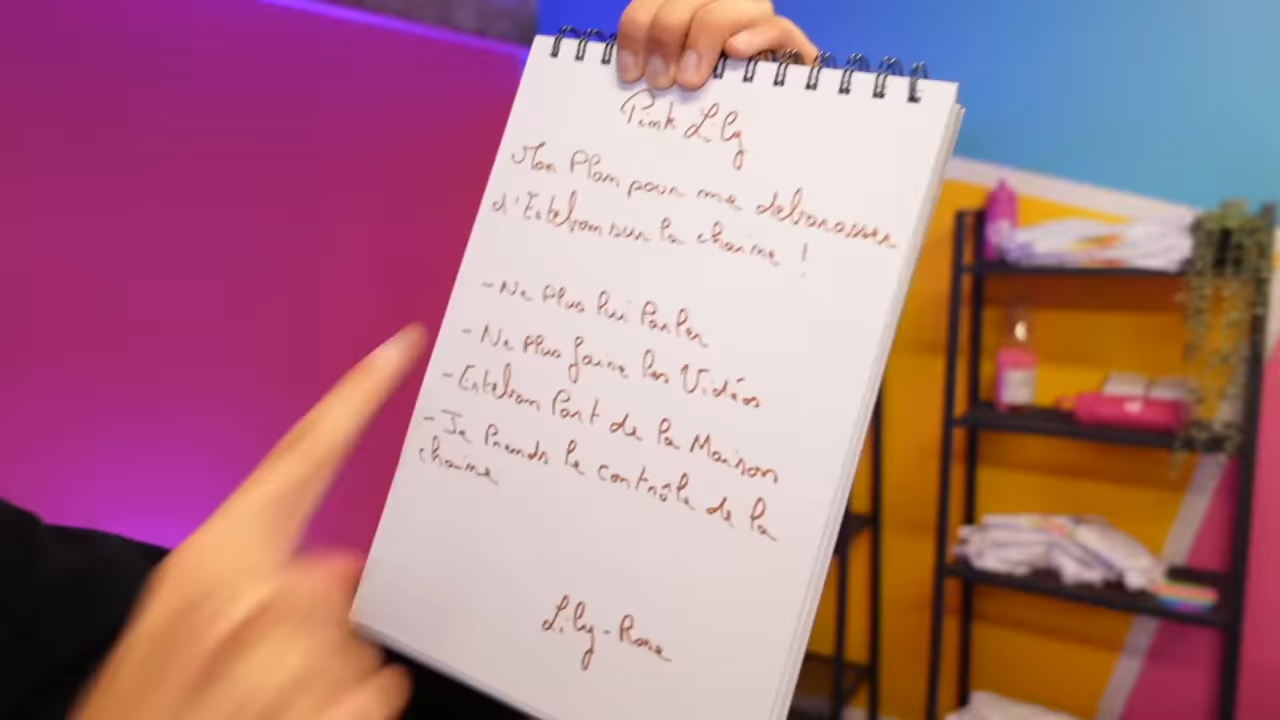 Pink Lily
Mon Plan pour me debarasser
d'Esteban sur la chaine !
- Ne Plus lui Parler
- Ne Plus faire les Vidéos
- Esteban Part de la Maison
- Je Prends le contrôle de la
chaine
Lily-Rose